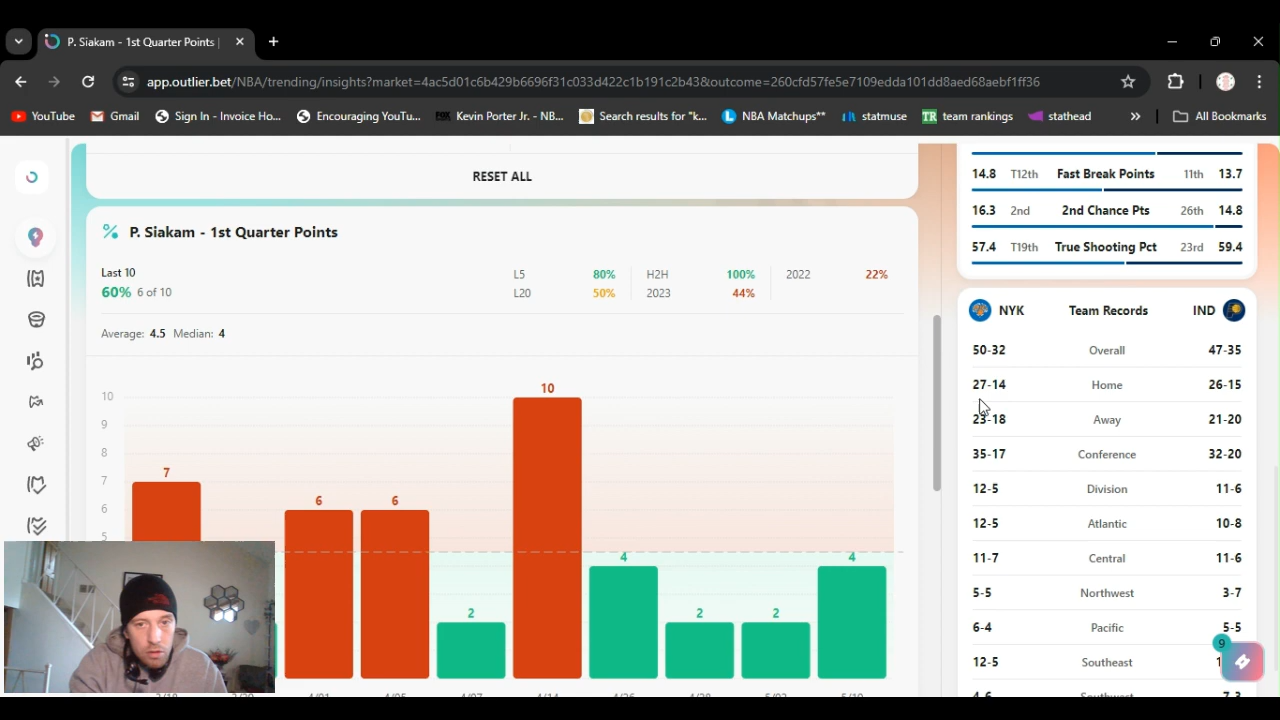 P. Siakam - 1st Quarter Points
app.outlier.bet/NBA/trending/insights?market=4ac5d01c6b429b6696f31c033d422c1b191c2b43&outcome=260cfd57fe5e7109edda101dd8aed68aebf1ff36
YouTube Gmail Sign In - Invoice Ho... Encouraging YouTu... Kevin Porter Jr. - NB... Search results for "k... NBA Matchups** statmuse team rankings stathead » All Bookmarks
RESET ALL
P. Siakam - 1st Quarter Points
Last 10
60% 6 of 10
L5 80% H2H 100% 2022 22%
L20 50% 2023 44%
Average: 4.5 Median: 4
10
9
8
7
6
5
7
6
6
2
10
4
2
2
4
14.8 T12th Fast Break Points 11th 13.7
16.3 2nd 2nd Chance Pts 26th 14.8
57.4 T19th True Shooting Pct 23rd 59.4
NYK Team Records IND
50-32 Overall 47-35
27-14 Home 26-15
23-18 Away 21-20
35-17 Conference 32-20
12-5 Division 11-6
12-5 Atlantic 10-8
11-7 Central 11-6
5-5 Northwest 3-7
6-4 Pacific 5-5
12-5 Southeast
4-6 Southwest 7-3
9